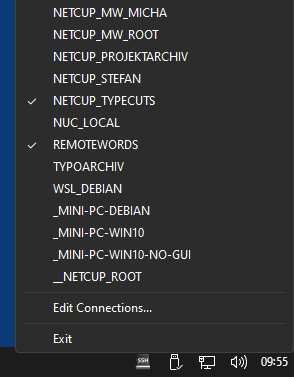 NETCUP_MW_MICHA
NETCUP_MW_ROOT
NETCUP_PROJEKTARCHIV
NETCUP_STEFAN
NETCUP_TYPECUTS
NUC_LOCAL
REMOTEWORDS
TYPOARCHIV
WSL_DEBIAN
_MINI-PC-DEBIAN
_MINI-PC-WIN10
_MINI-PC-WIN10-NO-GUI
__NETCUP_ROOT
Edit Connections...
Exit
SSH 09:55